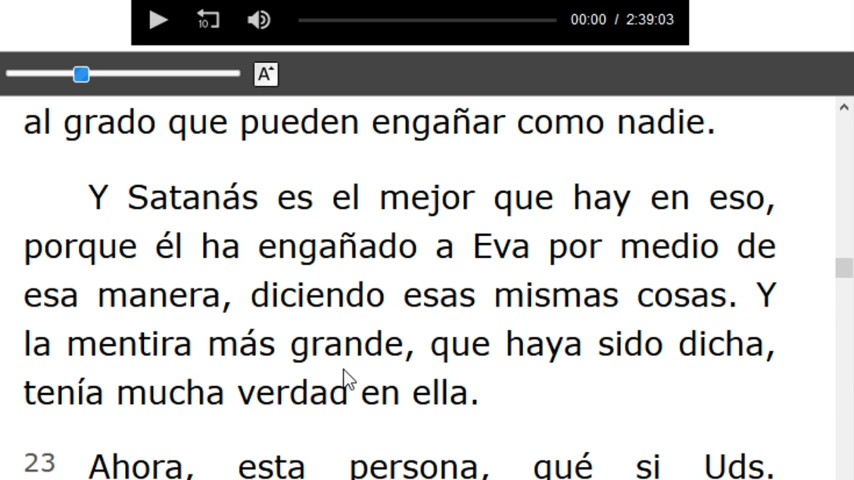 10
00:00 / 2:39:03
A
al grado que pueden engañar como nadie.
Y Satanás es el mejor que hay en eso,
porque él ha engañado a Eva por medio de
esa manera, diciendo esas mismas cosas. Y
la mentira más grande, que haya sido dicha,
tenía mucha verdad en ella.
23 Ahora, esta persona, qué si Uds.